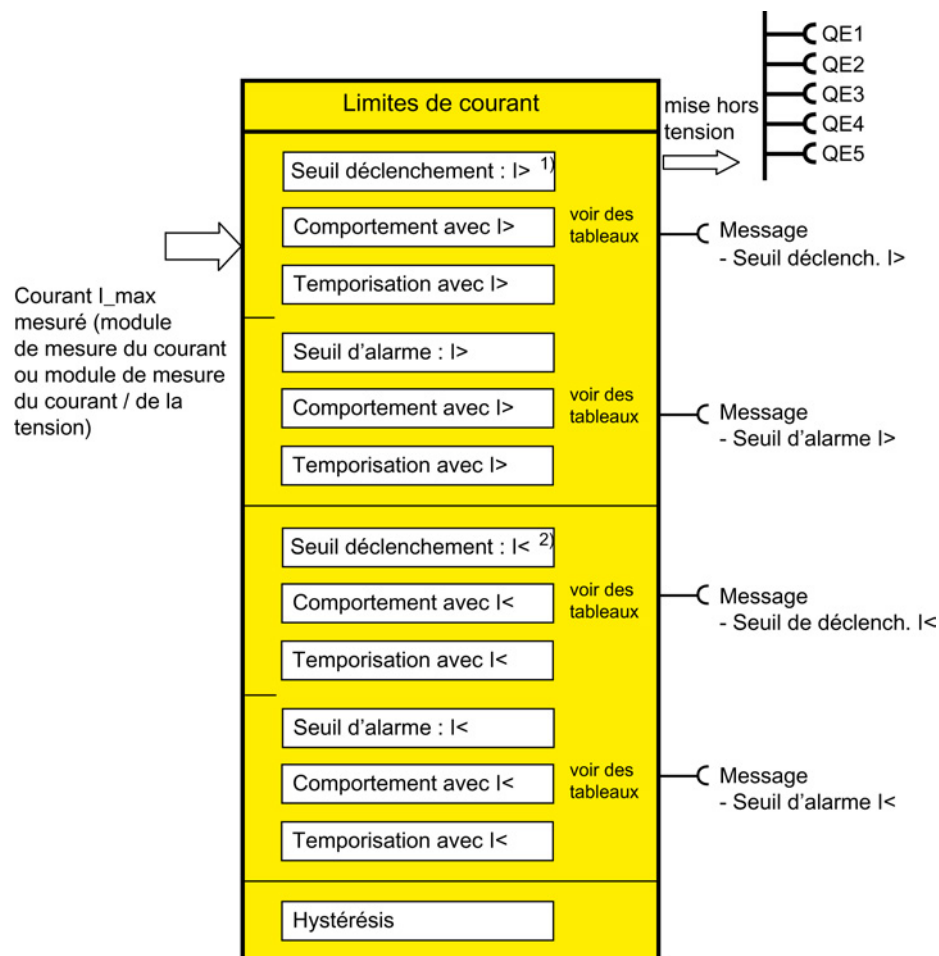 QE1
QE2
QE3
QE4
QE5
mise hors
tension
Limites de courant
Seuil déclenchement : I> 1)
Comportement avec I>
voir des
tableaux
Temporisation avec I>
Message
- Seuil déclench. I>
Courant I_max
mesuré (module
de mesure du courant
ou module de mesure
du courant / de la
tension)
Seuil d'alarme : I>
Comportement avec I>
voir des
tableaux
Temporisation avec I>
Message
- Seuil d'alarme I>
Seuil déclenchement : I< 2)
Comportement avec I<
voir des
tableaux
Temporisation avec I<
Message
- Seuil de déclench. I<
Seuil d'alarme : I<
Comportement avec I<
voir des
tableaux
Temporisation avec I<
Message
- Seuil d'alarme I<
Hystérésis